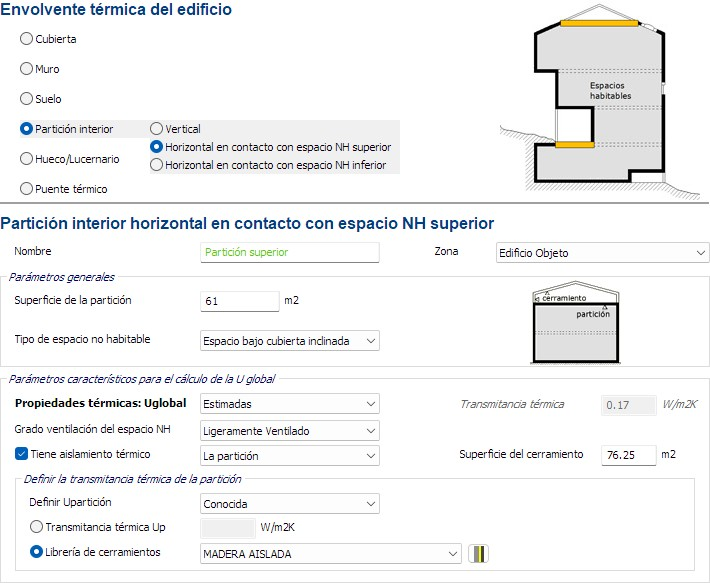 Envolvente térmica del edificio
Cubierta
Muro
Suelo
Partición interior
Vertical
Horizontal en contacto con espacio NH superior
Hueco/Lucernario
Horizontal en contacto con espacio NH inferior
Puente térmico
Espacios
habitables
Partición interior horizontal en contacto con espacio NH superior
Nombre Partición superior Zona Edificio Objeto
Parámetros generales
Superficie de la partición 61 m2
cerramiento
partición
Tipo de espacio no habitable Espacio bajo cubierta inclinada
Parámetros característicos para el cálculo de la U global
Propiedades térmicas: Uglobal Estimadas Transmitancia térmica 0.17 W/m2K
Grado ventilación del espacio NH Ligeramente Ventilado
Tiene aislamiento térmico La partición Superficie del cerramiento 76.25 m2
Definir la transmitancia térmica de la partición
Definir Upartición Conocida
Transmitancia térmica Up W/m2K
Librería de cerramientos MADERA AISLADA